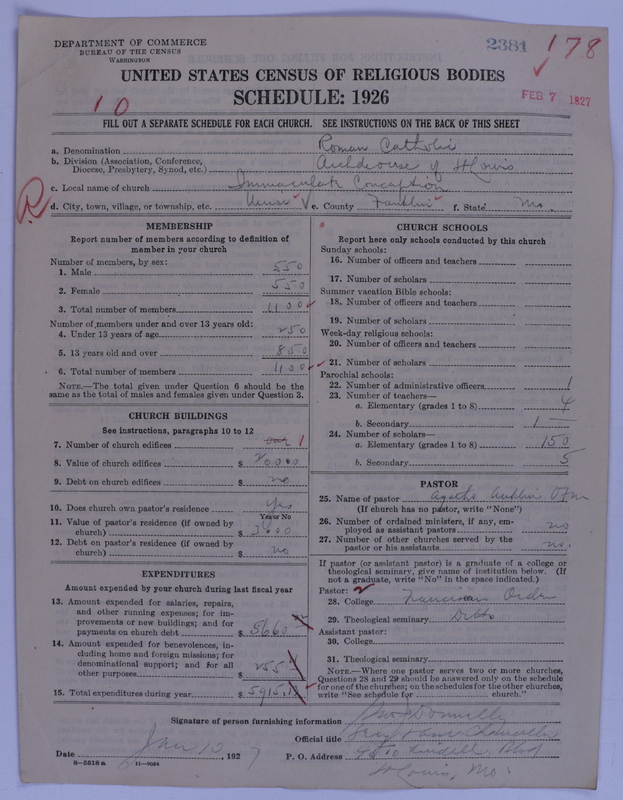 DEPARTMENT OF COMMERCE
BUREAU OF THE CENSUS
WASHINGTON
2381
178
UNITED STATES CENSUS OF RELIGIOUS BODIES
SCHEDULE: 1926
10
FEB 7 1927
FILL OUT A SEPARATE SCHEDULE FOR EACH CHURCH. SEE INSTRUCTIONS ON THE BACK OF THIS SHEET
a. Denomination Roman Catholic
b. Division (Association, Conference, Diocese, Presbytery, Synod, etc.) Archdiocese of St Louis
c. Local name of church Immaculate Conception
R
d. City, town, village, or township, etc. Union e. County Franklin f. State Mo.
MEMBERSHIP
Report number of members according to definition of
member in your church
Number of members, by sex:
1. Male 550
2. Female 550
3. Total number of members 1100
Number of members under and over 13 years old:
4. Under 13 years of age 250
5. 13 years old and over 850
6. Total number of members 1100
NOTE.—The total given under Question 6 should be the
same as the total of males and females given under Question 3.
CHURCH BUILDINGS
See instructions, paragraphs 10 to 12
7. Number of church edifices one 1
8. Value of church edifices $ 20000
9. Debt on church edifices $ no
10. Does church own pastor's residence Yes
Yes or No
11. Value of pastor's residence (if owned by
church) $ 3600
12. Debt on pastor's residence (if owned by
church) $ no
EXPENDITURES
Amount expended by your church during last fiscal year
13. Amount expended for salaries, repairs,
and other running expenses; for im-
provements or new buildings; and for
payments on church debt $ 5660
14. Amount expended for benevolences, in-
cluding home and foreign missions; for
denominational support; and for all
other purposes $ 255
15. Total expenditures during year $ 5915
CHURCH SCHOOLS
Report here only schools conducted by this church
Sunday schools:
16. Number of officers and teachers
17. Number of scholars
Summer vacation Bible schools:
18. Number of officers and teachers
19. Number of scholars
Week-day religious schools:
20. Number of officers and teachers
21. Number of scholars
Parochial schools:
22. Number of administrative officers 1
23. Number of teachers—
a. Elementary (grades 1 to 8) 4
b. Secondary 1
24. Number of scholars—
a. Elementary (grades 1 to 8) 150
b. Secondary 5
PASTOR
25. Name of pastor
(If church has no pastor, write "None")
26. Number of ordained ministers, if any, em-
ployed as assistant pastors no
27. Number of other churches served by the
pastor or his assistants no.
If pastor (or assistant pastor) is a graduate of a college or
theological seminary, give name of institution below. (If
not a graduate, write "No" in the space indicated.)
Pastor: 2
28. College Franciscan Order
29. Theological seminary Ditto
Assistant pastor:
30. College
31. Theological seminary
NOTE.—Where one pastor serves two or more churches,
Questions 28 and 29 should be answered only on the schedule
for one of the churches; on the schedules for the other churches,
write "See schedule for church."
Signature of person furnishing information
Official title
Date Jan 10, 1927 P. O. Address Lindell Blvd
8—5518 a 11—9084 St Louis, Mo.